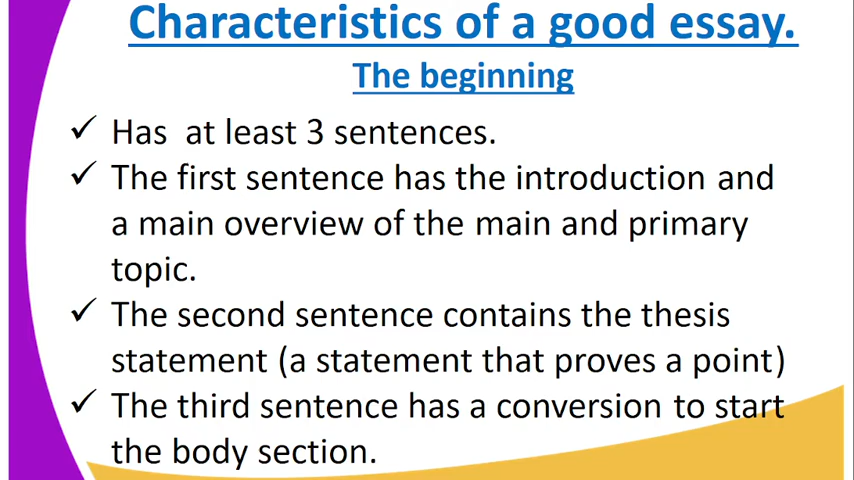 Characteristics of a good essay.
The beginning
✓ Has at least 3 sentences.
✓ The first sentence has the introduction and
a main overview of the main and primary
topic.
✓ The second sentence contains the thesis
statement (a statement that proves a point)
✓ The third sentence has a conversion to start
the body section.